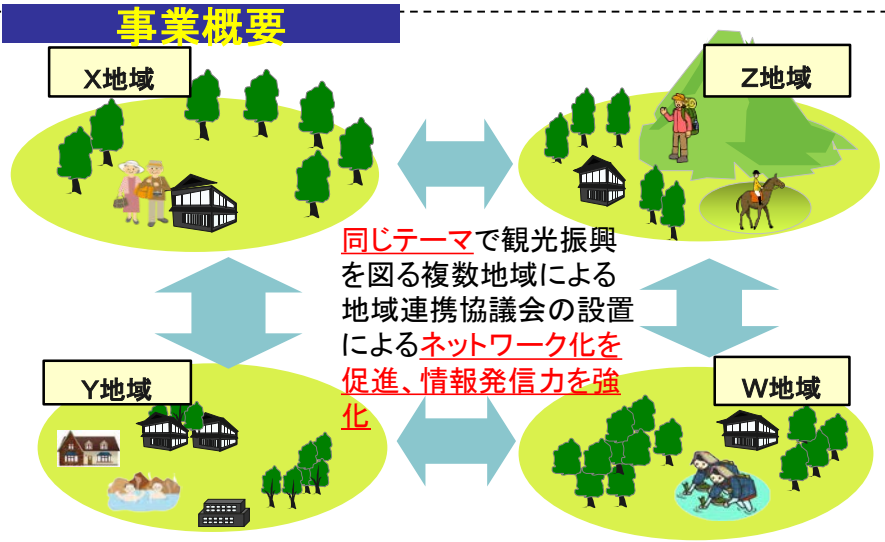 事業概要
X地域
Z地域
同じテーマで観光振興
を図る複数地域による
地域連携協議会の設置
によるネットワーク化を
促進、情報発信力を強
化
Y地域
W地域